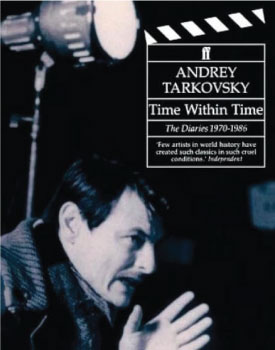 ff
ANDREY
TARKOVSKY
Time Within Time
The Diaries 1970-1986
'Few artists in world history have
created such classics in such cruel
conditions.' Independent